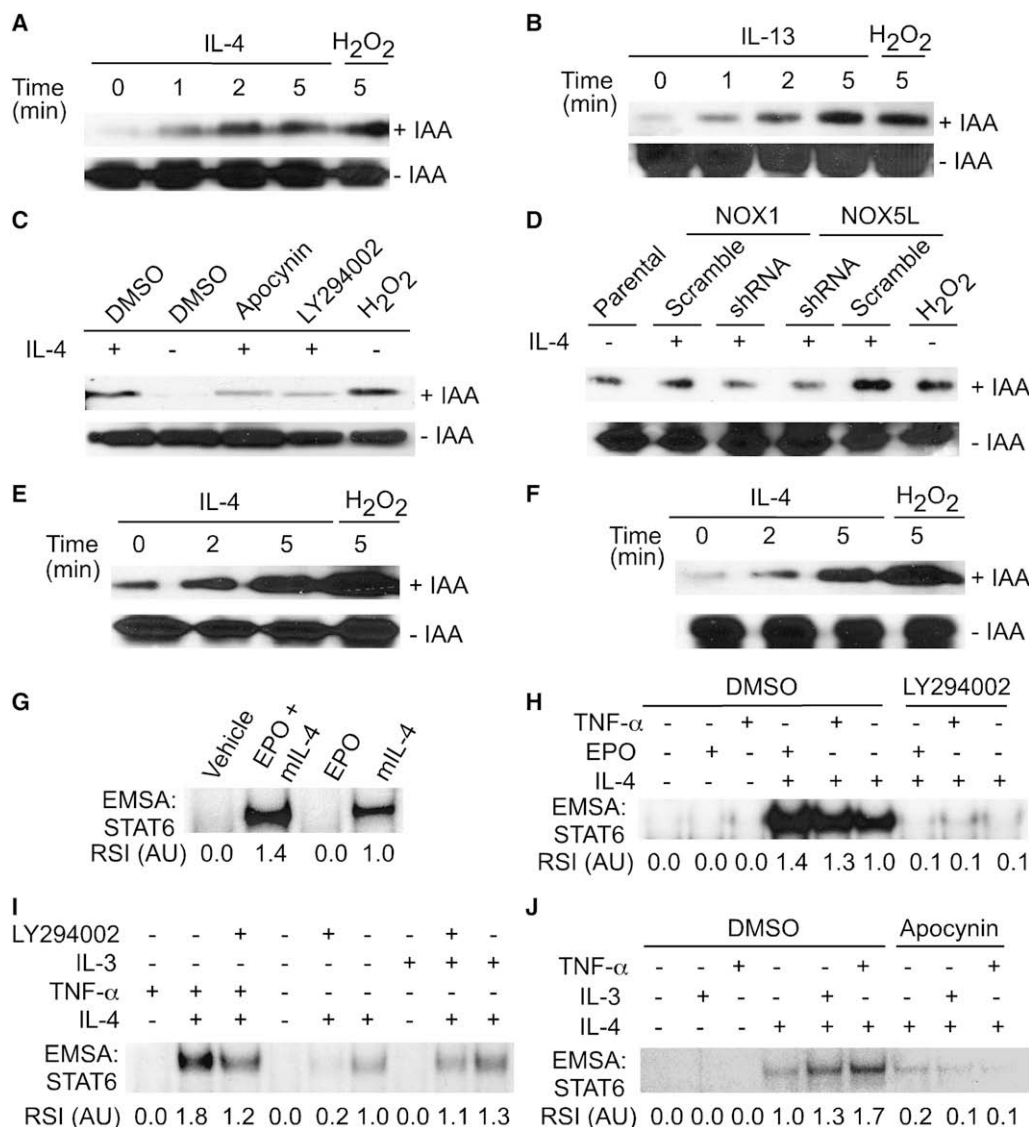 A
IL-4 H2O2
Time (min) 0 1 2 5 5
+ IAA
- IAA
B
IL-13 H2O2
Time (min) 0 1 2 5 5
+ IAA
- IAA
C
DMSO DMSO Apocynin LY294002 H2O2
IL-4 + - + + -
+ IAA
- IAA
D
NOX1 NOX5L
Parental Scramble shRNA shRNA Scramble H2O2
IL-4 - + + + + -
+ IAA
- IAA
E
IL-4 H2O2
Time (min) 0 2 5 5
+ IAA
- IAA
F
IL-4 H2O2
Time (min) 0 2 5 5
+ IAA
- IAA
G
Vehicle EPO + mIL-4 EPO mIL-4
EMSA: STAT6
RSI (AU) 0.0 1.4 0.0 1.0
H
DMSO LY294002
TNF-α - - + - + - - + -
EPO - + - + - - + - -
IL-4 - - - + + + + + +
EMSA: STAT6
RSI (AU) 0.0 0.0 0.0 1.4 1.3 1.0 0.1 0.1 0.1
I
LY294002 - - + - + - - + -
IL-3 - - - - - - + + +
TNF-α + + + - - - - - -
IL-4 - + + - + + - + +
EMSA: STAT6
RSI (AU) 0.0 1.8 1.2 0.0 0.2 1.0 0.0 1.1 1.3
J
DMSO Apocynin
TNF-α - - + - - + - - +
IL-3 - + - - + - - + -
IL-4 - - - + + + + + +
EMSA: STAT6
RSI (AU) 0.0 0.0 0.0 1.0 1.3 1.7 0.2 0.1 0.1